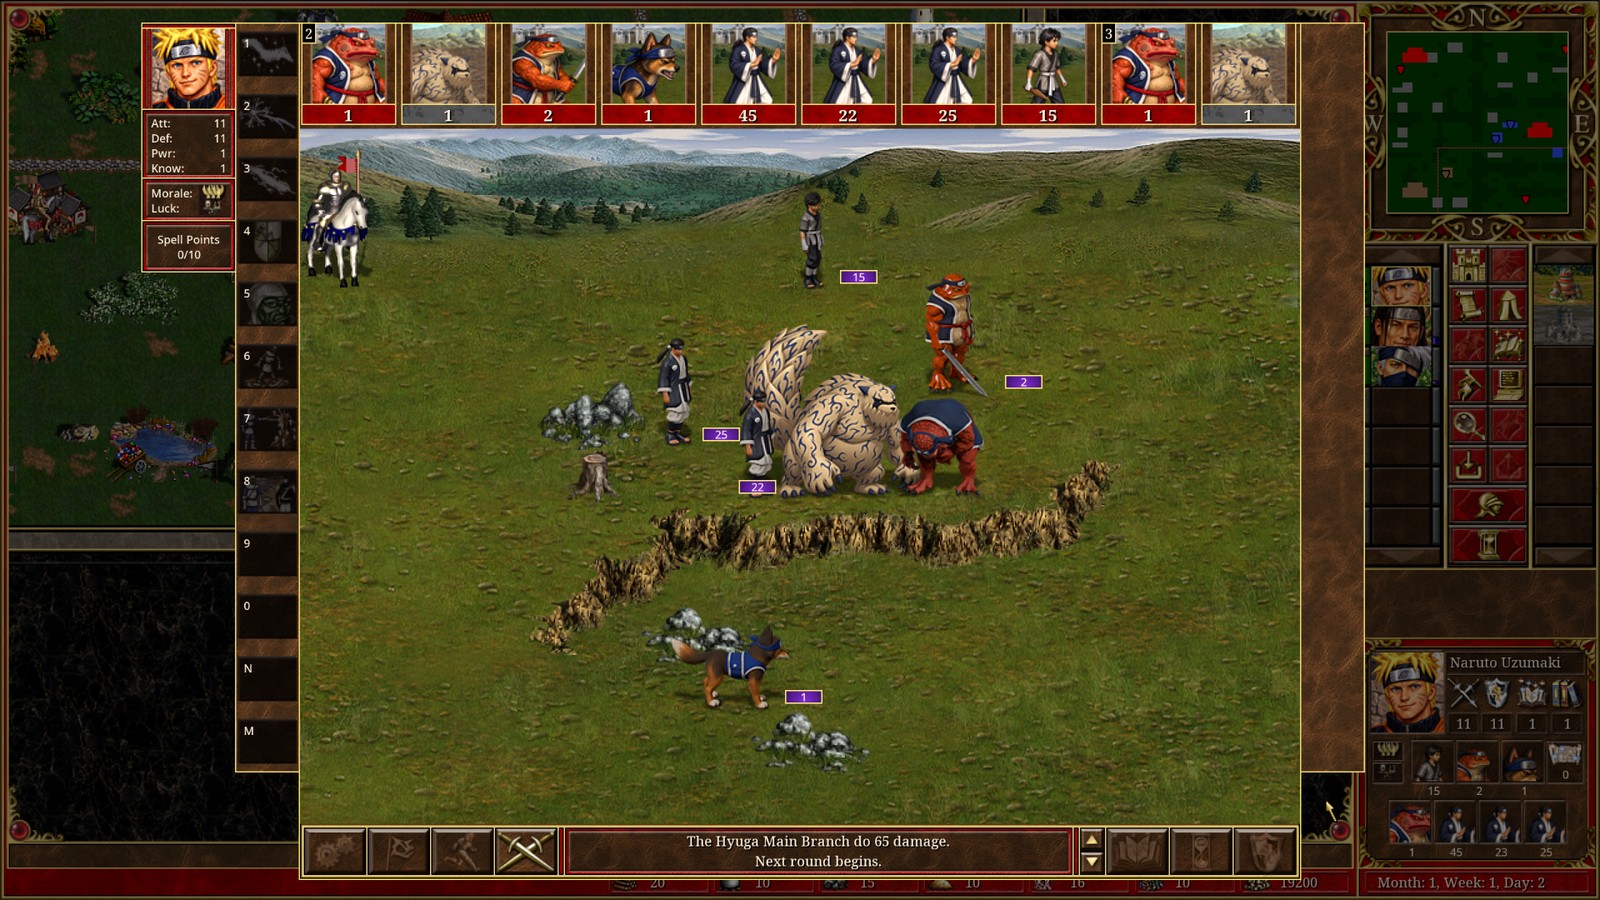 2
3
1
1
2
1
45
22
25
15
1
1
Att: 11
Def: 11
Pwr: 1
Know: 1
Morale:
Luck:
Spell Points
0/10
1
2
3
4
5
6
7
8
9
0
N
M
15
2
25
22
1
The Hyuga Main Branch do 65 damage.
Next round begins.
N
W
E
S
Naruto Uzumaki
11 11 1 1
0
15 2 1
1 45 23 25
20 10 15 10 16 10 19200
Month: 1, Week: 1, Day: 2